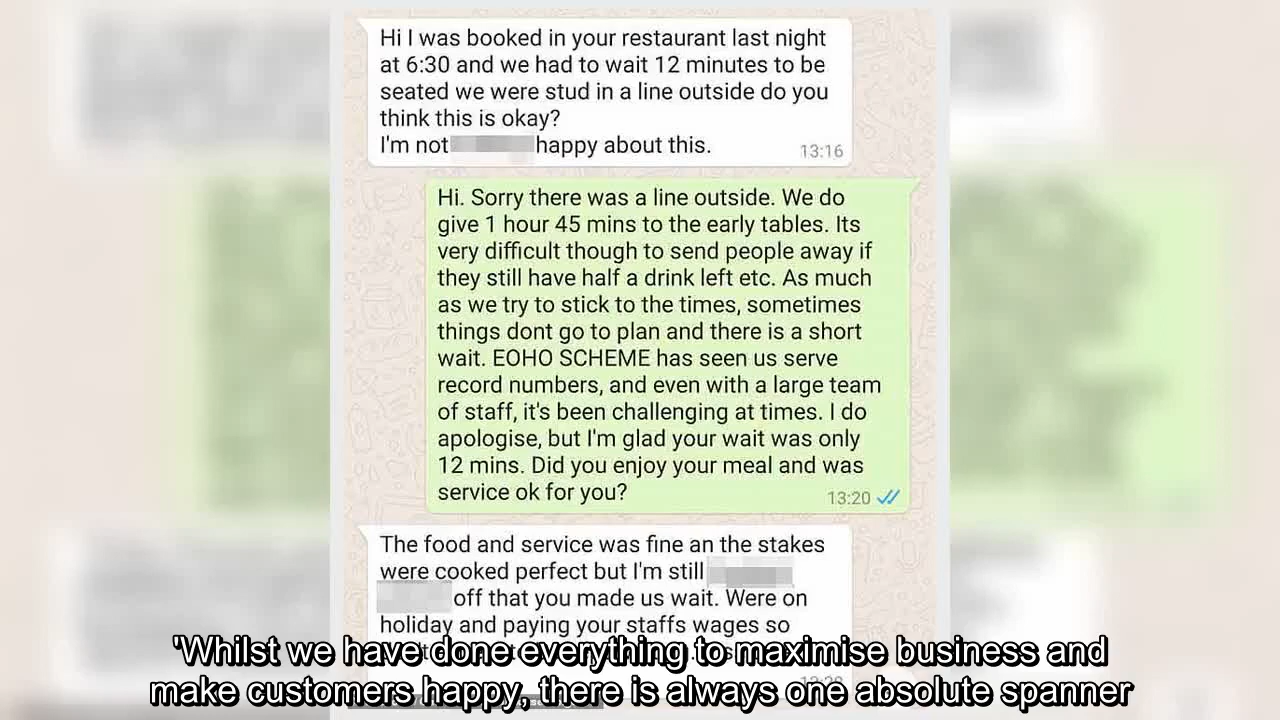 Hi I was booked in your restaurant last night
at 6:30 and we had to wait 12 minutes to be
seated we were stud in a line outside do you
think this is okay?
I'm not happy about this.
13:16
Hi. Sorry there was a line outside. We do
give 1 hour 45 mins to the early tables. Its
very difficult though to send people away if
they still have half a drink left etc. As much
as we try to stick to the times, sometimes
things dont go to plan and there is a short
wait. EOHO SCHEME has seen us serve
record numbers, and even with a large team
of staff, it's been challenging at times. I do
apologise, but I'm glad your wait was only
12 mins. Did you enjoy your meal and was
service ok for you?
13:20
The food and service was fine an the stakes
were cooked perfect but I'm still
off that you made us wait. Were on
holiday and paying your staffs wages so
'Whilst we have done everything to maximise business and
make customers happy, there is always one absolute spanner